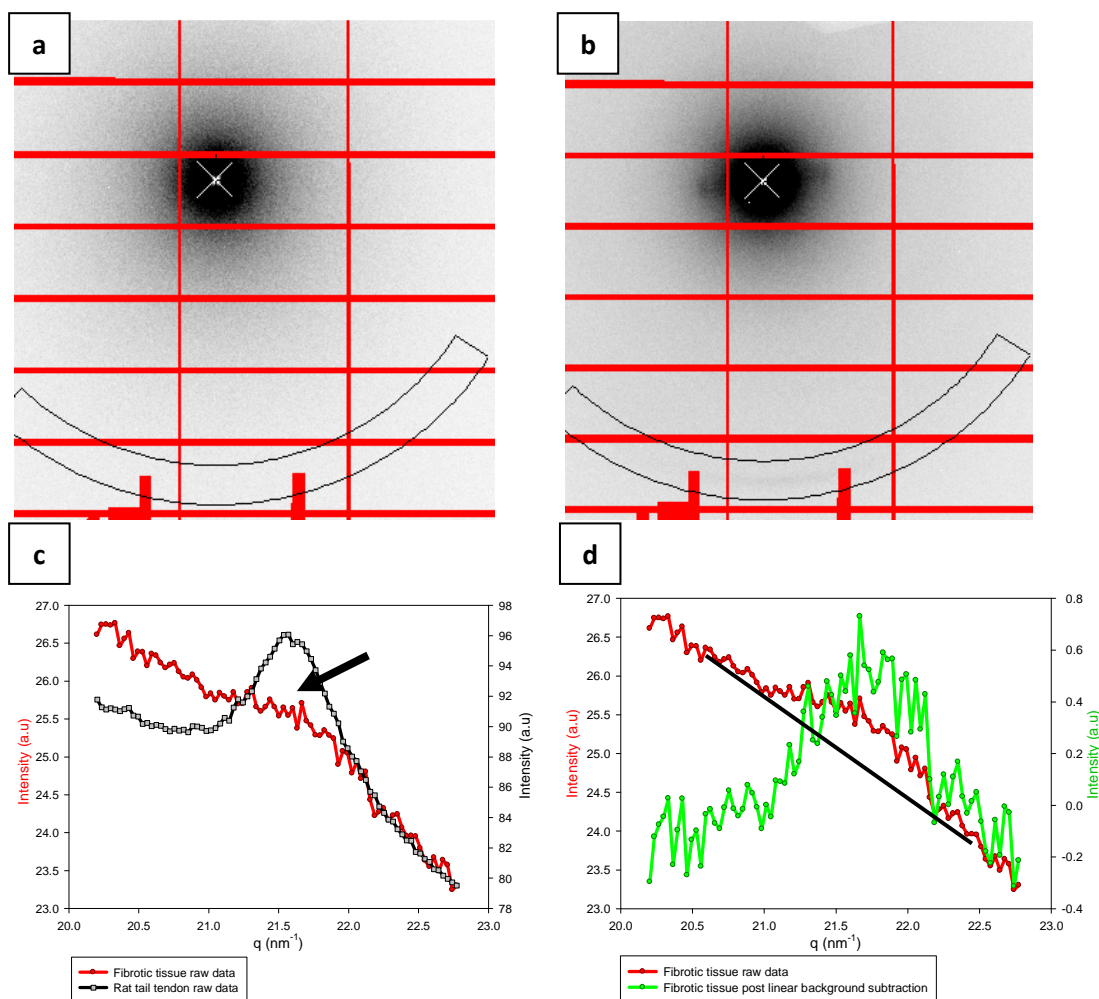 a
b
c
27.0
26.5
26.0
25.5
25.0
24.5
24.0
23.5
23.0
Intensity (a.u)
98
96
94
92
90
88
86
84
82
80
78
Intensity (a.u)
20.0 20.5 21.0 21.5 22.0 22.5 23.0
q (nm-1)
Fibrotic tissue raw data
Rat tail tendon raw data
d
27.0
26.5
26.0
25.5
25.0
24.5
24.0
23.5
23.0
Intensity (a.u)
0.8
0.6
0.4
0.2
0.0
-0.2
-0.4
Intensity (a.u)
20.0 20.5 21.0 21.5 22.0 22.5 23.0
q (nm-1)
Fibrotic tissue raw data
Fibrotic tissue post linear background subtraction